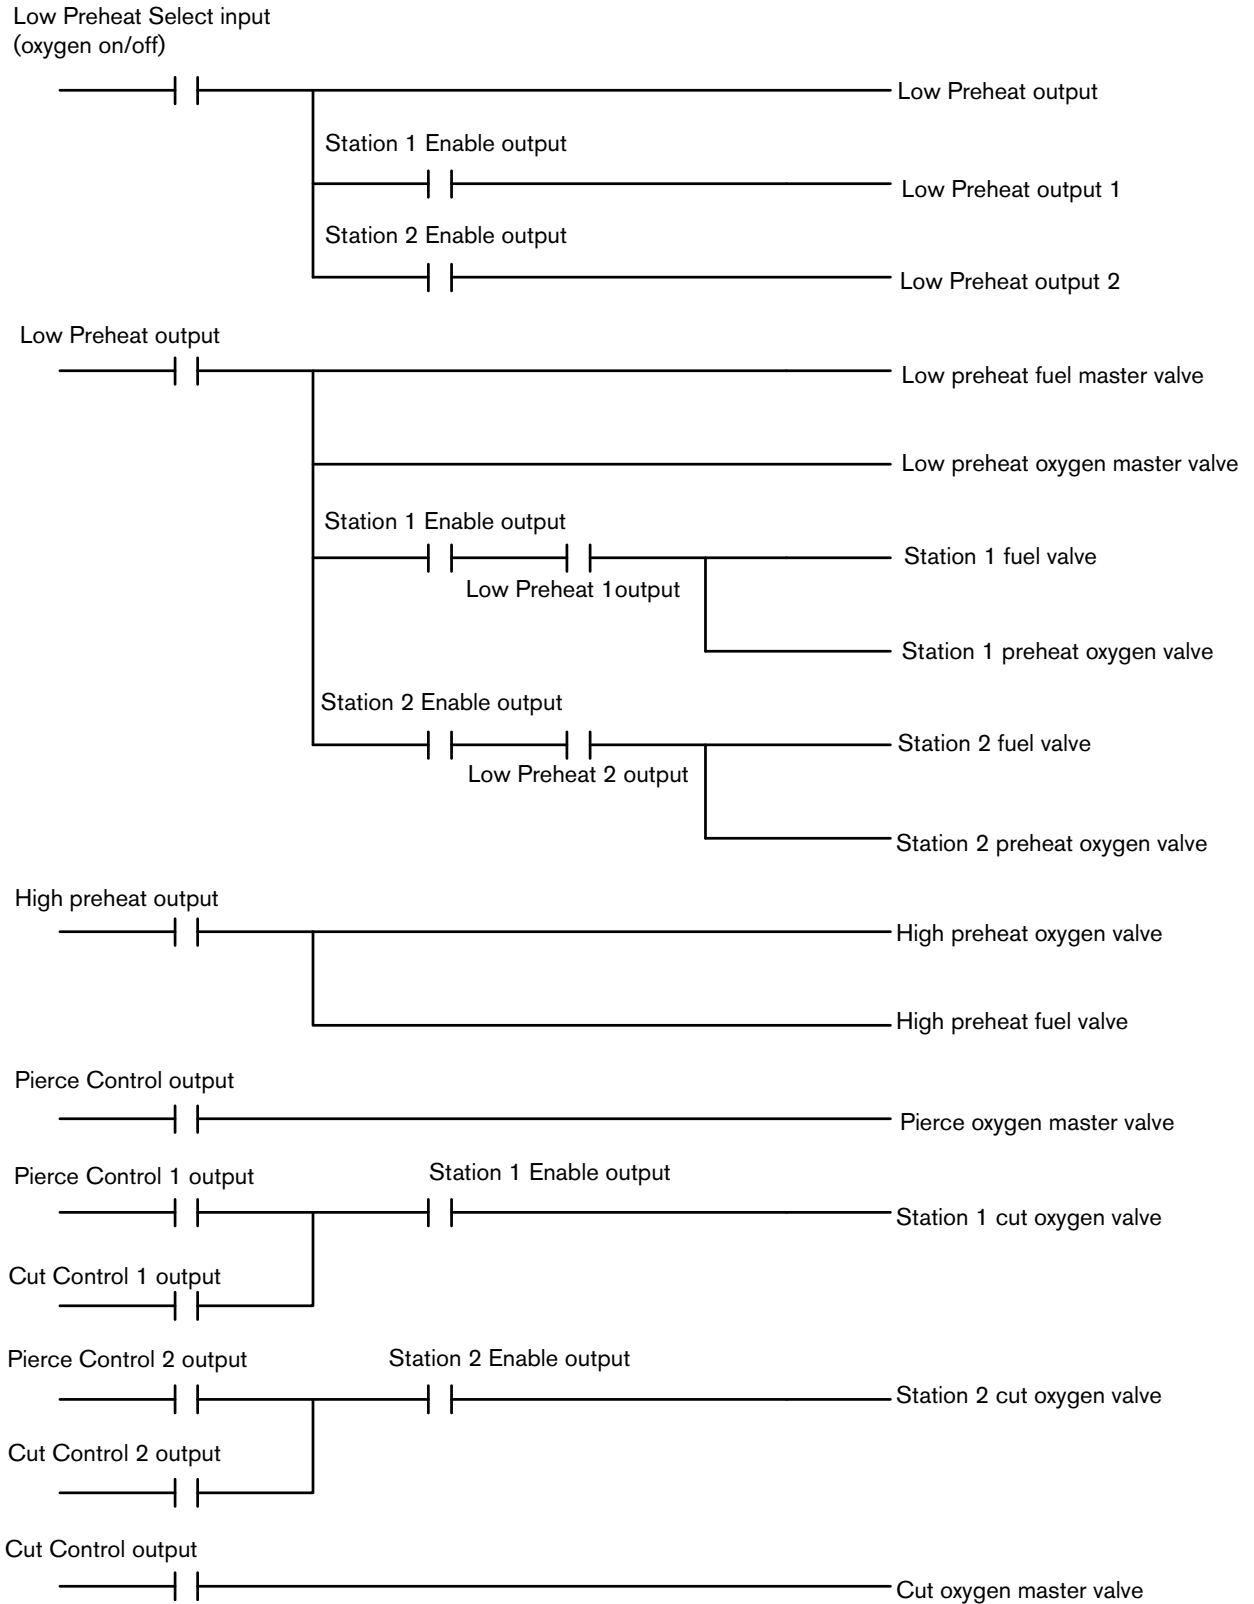 Low Preheat Select input
(oxygen on/off)
Low Preheat output
Station 1 Enable output
Low Preheat output 1
Station 2 Enable output
Low Preheat output 2
Low Preheat output
Low preheat fuel master valve
Low preheat oxygen master valve
Station 1 Enable output
Station 1 fuel valve
Low Preheat 1output
Station 1 preheat oxygen valve
Station 2 Enable output
Station 2 fuel valve
Low Preheat 2 output
Station 2 preheat oxygen valve
High preheat output
High preheat oxygen valve
High preheat fuel valve
Pierce Control output
Pierce oxygen master valve
Pierce Control 1 output
Station 1 Enable output
Station 1 cut oxygen valve
Cut Control 1 output
Pierce Control 2 output
Station 2 Enable output
Station 2 cut oxygen valve
Cut Control 2 output
Cut Control output
Cut oxygen master valve